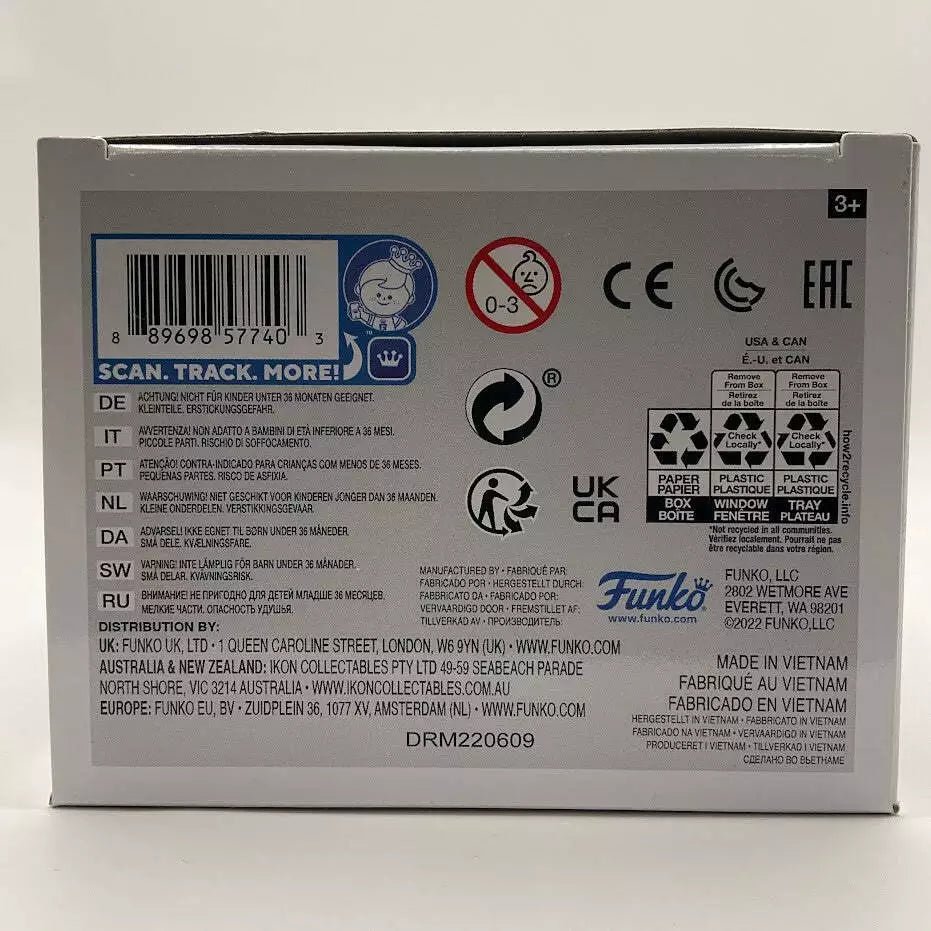 3+
8 89698 57740 3
SCAN. TRACK. MORE!
™
0-3
CE
EAC
®
UK
CA
USA & CAN
É.-U. et CAN
Remove From Box
Retirez de la boîte
Remove From Box
Retirez de la boîte
Check Locally*
Check Locally*
PAPER
PAPIER
BOX
BOÎTE
PLASTIC
PLASTIQUE
WINDOW
FENÊTRE
PLASTIC
PLASTIQUE
TRAY
PLATEAU
how2recycle.info
*Not recycled in all communities.
Vérifiez localement. Pourrait ne pas
être recyclable dans votre région.
DE ACHTUNG! NICHT FÜR KINDER UNTER 36 MONATEN GEEIGNET.
KLEINTEILE. ERSTICKUNGSGEFAHR.
IT AVVERTENZA! NON ADATTO A BAMBINI DI ETÀ INFERIORE A 36 MESI.
PICCOLE PARTI. RISCHIO DI SOFFOCAMENTO.
PT ATENÇÃO! CONTRA-INDICADO PARA CRIANÇAS COM MENOS DE 36 MESES.
PEQUENAS PARTES. RISCO DE ASFIXIA.
NL WAARSCHUWING! NIET GESCHIKT VOOR KINDEREN JONGER DAN 36 MAANDEN.
KLEINE ONDERDELEN. VERSTIKKINGSGEVAAR.
DA ADVARSEL! IKKE EGNET TIL BØRN UNDER 36 MÅNEDER.
SMÅ DELE. KVÆLNINGSFARE.
SW VARNING! INTE LÄMPLIG FÖR BARN UNDER 36 MÅNADER.
SMÅ DELAR. KVÄVNINGSRISK.
RU ВНИМАНИЕ! НЕ ПРИГОДНО ДЛЯ ДЕТЕЙ МЛАДШЕ 36 МЕСЯЦЕВ.
МЕЛКИЕ ЧАСТИ. ОПАСНОСТЬ УДУШЬЯ.
MANUFACTURED BY • FABRIQUÉ PAR:
FABRICADO POR • HERGESTELLT DURCH:
FABBRICATO DA • FABRICADO POR:
VERVAARDIGD DOOR • FREMSTILLET AF:
TILLVERKAD AV • ПРОИЗВОДИТЕЛЬ:
Funko®
www.funko.com
FUNKO, LLC
2802 WETMORE AVE
EVERETT, WA 98201
©2022 FUNKO,LLC
DISTRIBUTION BY:
UK: FUNKO UK, LTD • 1 QUEEN CAROLINE STREET, LONDON, W6 9YN (UK) • WWW.FUNKO.COM
AUSTRALIA & NEW ZEALAND: IKON COLLECTABLES PTY LTD 49-59 SEABEACH PARADE
NORTH SHORE, VIC 3214 AUSTRALIA • WWW.IKONCOLLECTABLES.COM.AU
EUROPE: FUNKO EU, BV • ZUIDPLEIN 36, 1077 XV, AMSTERDAM (NL) • WWW.FUNKO.COM
DRM220609
MADE IN VIETNAM
FABRIQUÉ AU VIETNAM
FABRICADO EN VIETNAM
HERGESTELLT IN VIETNAM • FABBRICATO IN VIETNAM
FABRICADO NA VIETNAM • VERVAARDIGD IN VIETNAM
PRODUCERET I VIETNAM • TILLVERKAD I VIETNAM
СДЕЛАНО ВО ВЬЕТНАМЕ